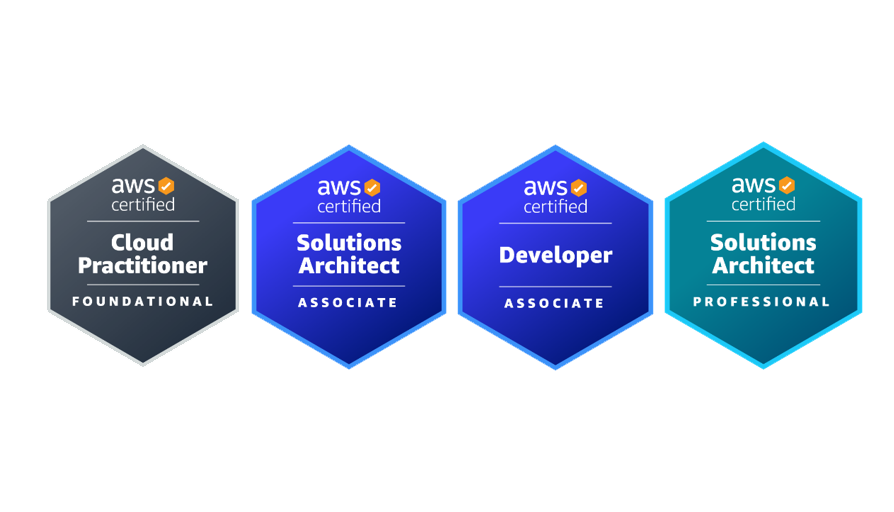 aws
certified
Cloud
Practitioner
FOUNDATIONAL
aws
certified
Solutions
Architect
ASSOCIATE
aws
certified
Developer
ASSOCIATE
aws
certified
Solutions
Architect
PROFESSIONAL